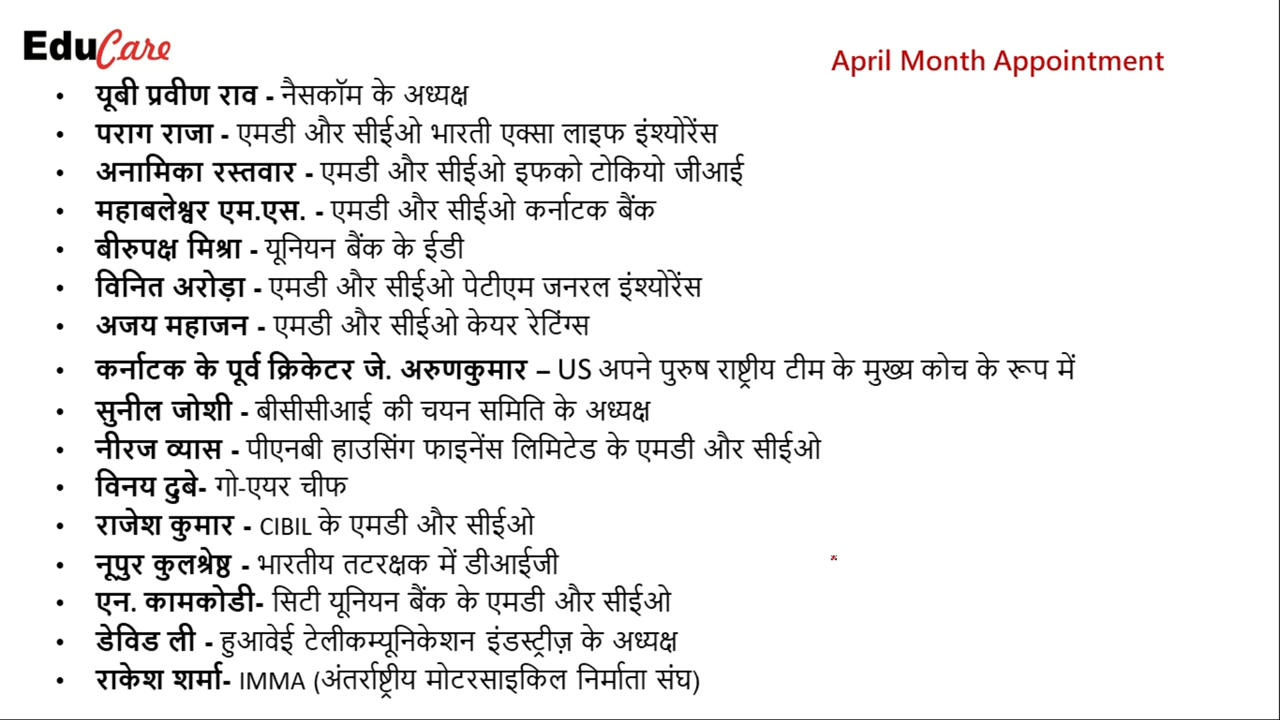 EduCare
April Month Appointment
• यूबी प्रवीण राव - नैसकॉम के अध्यक्ष
• पराग राजा - एमडी और सीईओ भारती एक्सा लाइफ इंश्योरेंस
• अनामिका रस्तवार - एमडी और सीईओ इफको टोकियो जीआई
• महाबलेश्वर एम.एस. - एमडी और सीईओ कर्नाटक बैंक
• बीरुपक्ष मिश्रा - यूनियन बैंक के ईडी
• विनित अरोड़ा - एमडी और सीईओ पेटीएम जनरल इंश्योरेंस
• अजय महाजन - एमडी और सीईओ केयर रेटिंग्स
• कर्नाटक के पूर्व क्रिकेटर जे. अरुणकुमार – US अपने पुरुष राष्ट्रीय टीम के मुख्य कोच के रूप में
• सुनील जोशी - बीसीसीआई की चयन समिति के अध्यक्ष
• नीरज व्यास - पीएनबी हाउसिंग फाइनेंस लिमिटेड के एमडी और सीईओ
• विनय दुबे- गो-एयर चीफ
• राजेश कुमार - CIBIL के एमडी और सीईओ
• नूपुर कुलश्रेष्ठ - भारतीय तटरक्षक में डीआईजी
• एन. कामकोडी- सिटी यूनियन बैंक के एमडी और सीईओ
• डेविड ली - हुआवेई टेलीकम्यूनिकेशन इंडस्ट्रीज़ के अध्यक्ष
• राकेश शर्मा- IMMA (अंतर्राष्ट्रीय मोटरसाइकिल निर्माता संघ)